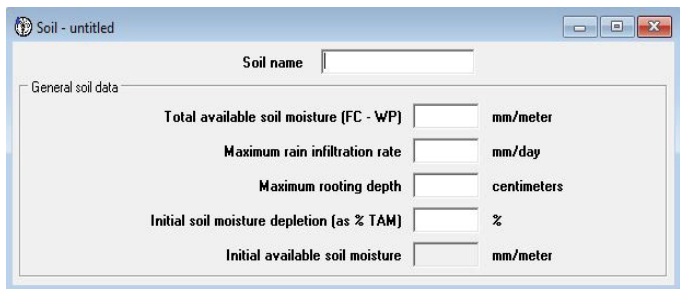 Soil - untitled
Soil name
General soil data
Total available soil moisture (FC - WP) mm/meter
Maximum rain infiltration rate mm/day
Maximum rooting depth centimeters
Initial soil moisture depletion (as % TAM) %
Initial available soil moisture mm/meter